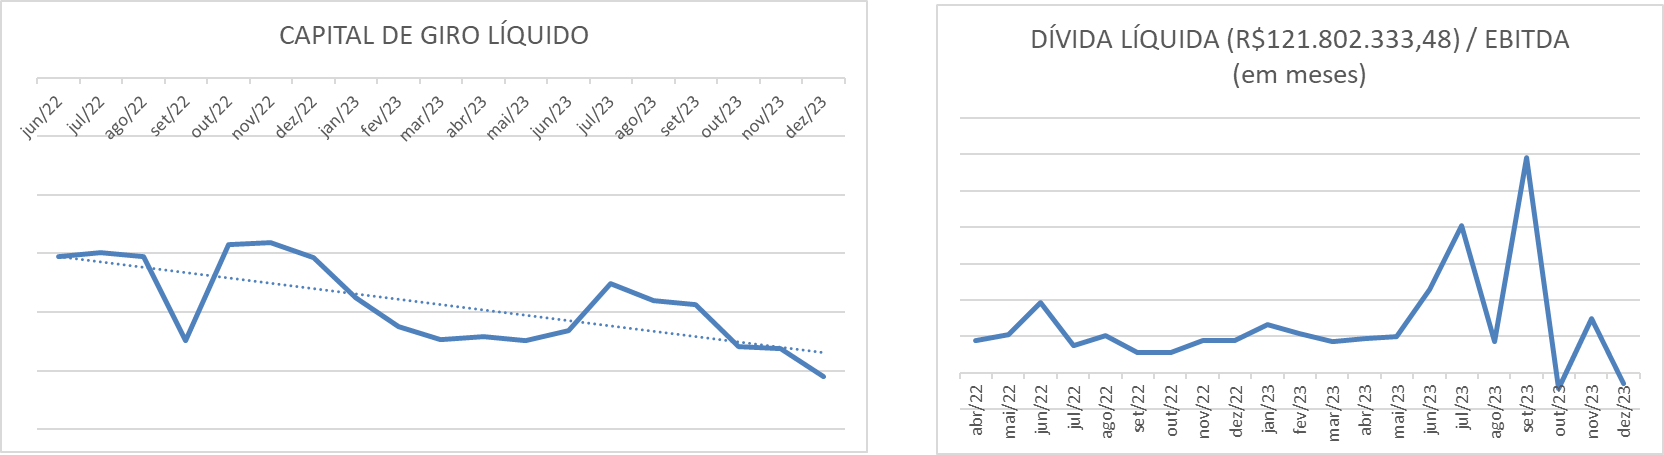 CAPITAL DE GIRO LÍQUIDO
jun/22
jul/22
ago/22
set/22
out/22
nov/22
dez/22
jan/23
fev/23
mar/23
abr/23
mai/23
jun/23
jul/23
ago/23
set/23
out/23
nov/23
dez/23
DÍVIDA LÍQUIDA (R$121.802.333,48) / EBITDA
(em meses)
abr/22
mai/22
jun/22
jul/22
ago/22
set/22
out/22
nov/22
dez/22
jan/23
fev/23
mar/23
abr/23
mai/23
jun/23
jul/23
ago/23
set/23
out/23
nov/23
dez/23